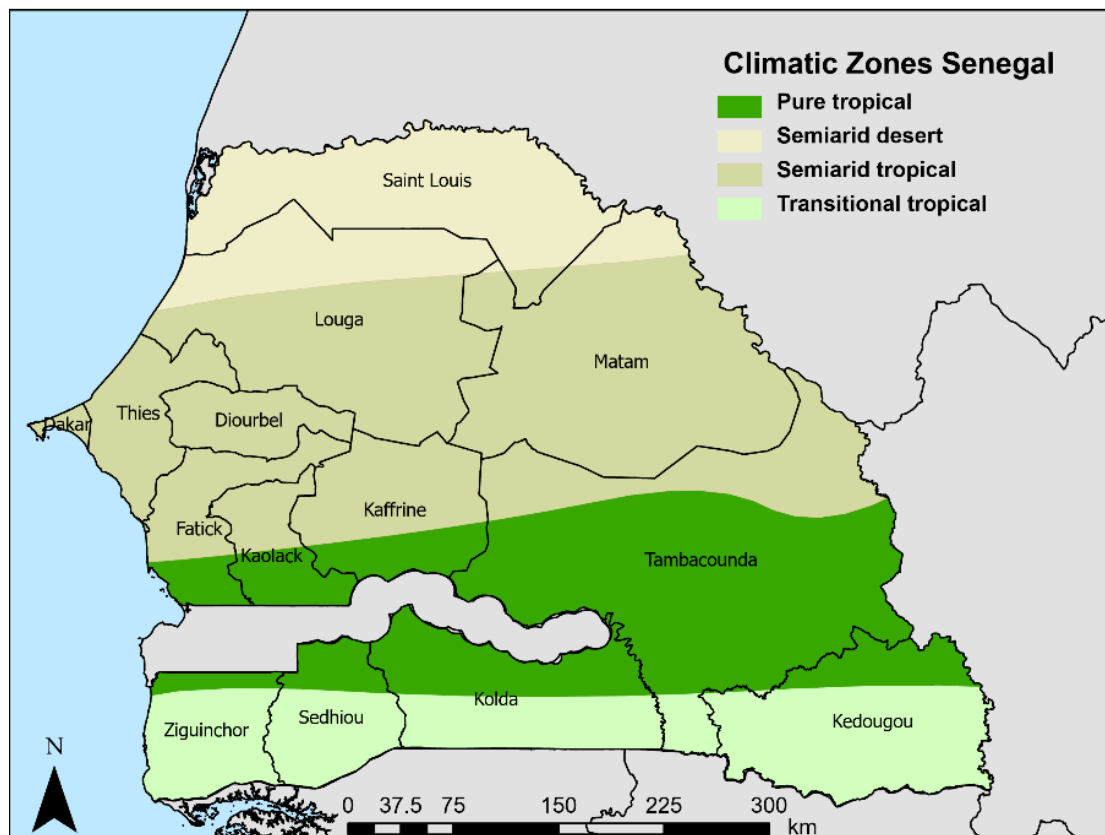 Climatic Zones Senegal
Pure tropical
Semiarid desert
Semiarid tropical
Transitional tropical
Saint Louis
Louga
Matam
Dakar
Thies
Diourbel
Fatick
Kaolack
Kaffrine
Tambacounda
Ziguinchor
Sedhiou
Kolda
Kedougou
N
0 37.5 75 150 225 300
km